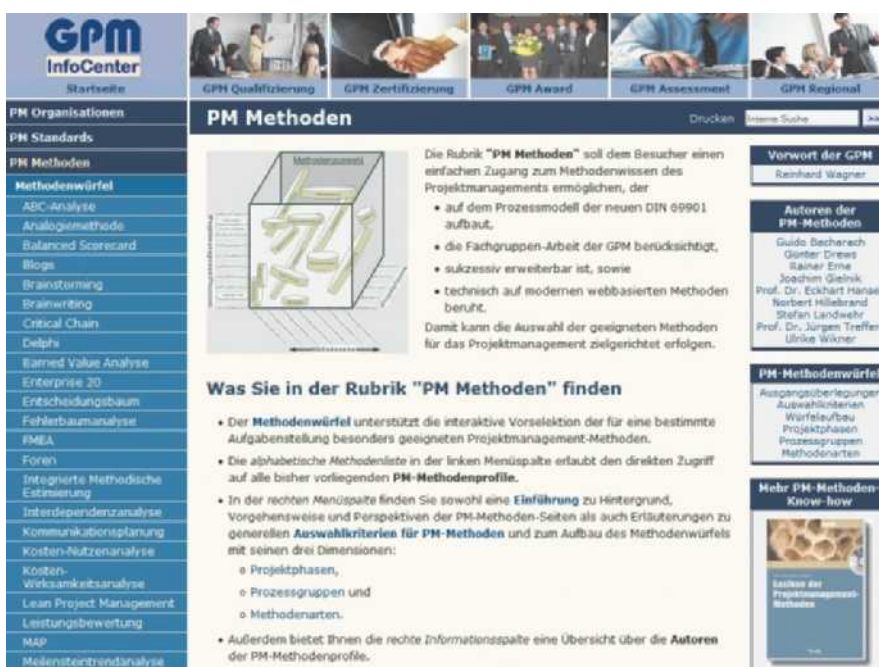 GPM
InfoCenter
Startseite
GPM Qualifizierung
GPM Zertifizierung
GPM Award
GPM Assessment
GPM Regional
PM Organisationen
PM Standards
PM Methoden
Methodenwürfel
ABC-Analyse
Analogiemethode
Balanced Scorecard
Blogs
Brainstorming
Brainwriting
Critical Chain
Delphi
Earned Value Analyse
Enterprise 20
Entscheidungsbaum
Fehlerbaumanalyse
FMEA
Foren
Integrierte Methodische
Estimierung
Interdependenzanalyse
Kommunikationsplanung
Kosten-Nutzenanalyse
Kosten-
Wirksamkeitsanalyse
Lean Project Management
Leistungsbewertung
MAP
Meilensteintrendanalyse
PM Methoden
Drucken
Interne Suche
>>
Methodenauswahl
Die Rubrik "PM Methoden" soll dem Besucher einen
einfachen Zugang zum Methodenwissen des
Projektmanagements ermöglichen, der
• auf dem Prozessmodell der neuen DIN 69901
aufbaut,
• die Fachgruppen-Arbeit der GPM berücksichtigt,
• sukzessiv erweiterbar ist, sowie
• technisch auf modernen webbasierten Methoden
beruht.
Damit kann die Auswahl der geeigneten Methoden
für das Projektmanagement zielgerichtet erfolgen.
Was Sie in der Rubrik "PM Methoden" finden
• Der Methodenwürfel unterstützt die interaktive Vorselektion der für eine bestimmte
Aufgabenstellung besonders geeigneten Projektmanagement-Methoden.
• Die alphabetische Methodenliste in der linken Menüspalte erlaubt den direkten Zugriff
auf alle bisher vorliegenden PM-Methodenprofile.
• In der rechten Menüspalte finden Sie sowohl eine Einführung zu Hintergrund,
Vorgehensweise und Perspektiven der PM-Methoden-Seiten als auch Erläuterungen zu
generellen Auswahlkriterien für PM-Methoden und zum Aufbau des Methodenwürfels
mit seinen drei Dimensionen:
o Projektphasen,
o Prozessgruppen und
o Methodenarten.
• Außerdem bietet Ihnen die rechte Informationsspalte eine Übersicht über die Autoren
der PM-Methodenprofile.
Vorwort der GPM
Reinhard Wagner
Autoren der
PM-Methoden
Guido Becherech
Günter Drews
Rainer Erne
Joachim Gielnik
Prof. Dr. Eckhart Hanse
Norbert Hillebrand
Stefan Landwehr
Prof. Dr. Jürgen Treffer
Ulrike Wikner
PM-Methodenwürfel
Ausgangsüberlegungen
Auswahlkriterien
Würfelaufbau
Projektphasen
Prozessgruppen
Methodenarten
Mehr PM-Methoden-
Know-how
Lexikon der
Projektmanagement-
Methoden